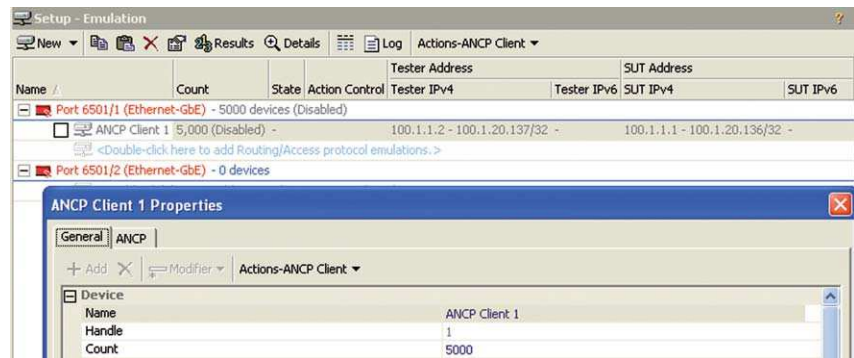 Setup - Emulation ?
New Results Details Log Actions-ANCP Client
Tester Address SUT Address
Name Count State Action Control Tester IPv4 Tester IPv6 SUT IPv4 SUT IPv6
Port 6501/1 (Ethernet-GbE) - 5000 devices (Disabled)
ANCP Client 1 5,000 (Disabled) - 100.1.1.2 - 100.1.20.137/32 - 100.1.1.1 - 100.1.20.136/32 -
<Double-click here to add Routing/Access protocol emulations.>
Port 6501/2 (Ethernet-GbE) - 0 devices
ANCP Client 1 Properties
General ANCP
Add Modifier Actions-ANCP Client
Device
Name ANCP Client 1
Handle 1
Count 5000